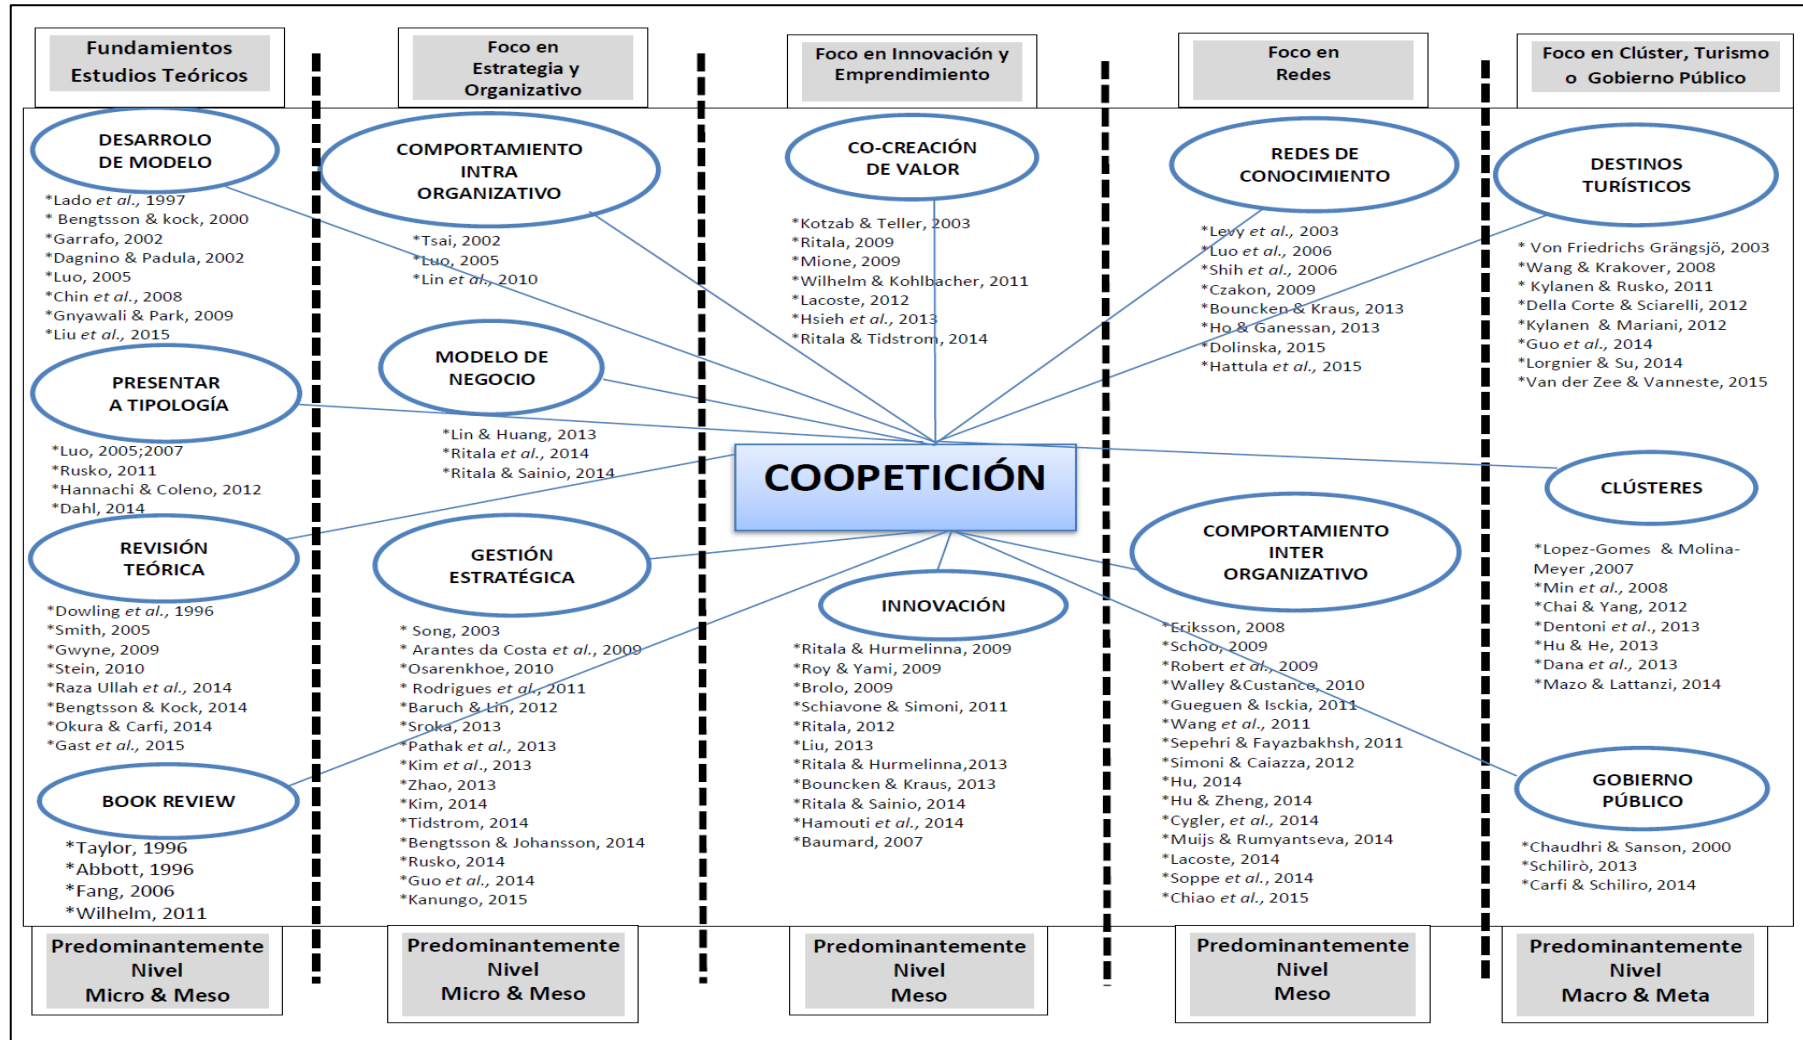 Fundamientos
Estudios Teóricos
DESARROLO
DE MODELO
*Lado et al., 1997
* Bengtsson & kock, 2000
*Garrafo, 2002
*Dagnino & Padula, 2002
*Luo, 2005
*Chin et al., 2008
*Gnyawali & Park, 2009
*Liu et al., 2015
PRESENTAR
A TIPOLOGÍA
*Luo, 2005;2007
*Rusko, 2011
*Hannachi & Coleno, 2012
*Dahl, 2014
REVISIÓN
TEÓRICA
*Dowling et al., 1996
*Smith, 2005
*Gwyne, 2009
*Stein, 2010
*Raza Ullah et al., 2014
*Bengtsson & Kock, 2014
*Okura & Carfi, 2014
*Gast et al., 2015
BOOK REVIEW
*Taylor, 1996
*Abbott, 1996
*Fang, 2006
*Wilhelm, 2011
Predominantemente
Nivel
Micro & Meso
Foco en
Estrategia y
Organizativo
COMPORTAMIENTO
INTRA
ORGANIZATIVO
*Tsai, 2002
*Luo, 2005
*Lin et al., 2010
MODELO DE
NEGOCIO
*Lin & Huang, 2013
*Ritala et al., 2014
*Ritala & Sainio, 2014
GESTIÓN
ESTRATÉGICA
* Song, 2003
* Arantes da Costa et al., 2009
*Osarenkhoe, 2010
* Rodrigues et al., 2011
*Baruch & Lin, 2012
*Sroka, 2013
*Pathak et al., 2013
*Kim et al., 2013
*Zhao, 2013
*Kim, 2014
*Tidstrom, 2014
*Bengtsson & Johansson, 2014
*Rusko, 2014
*Guo et al., 2014
*Kanungo, 2015
Predominantemente
Nivel
Micro & Meso
Foco en Innovación y
Emprendimiento
CO-CREACIÓN
DE VALOR
*Kotzab & Teller, 2003
*Ritala, 2009
*Mione, 2009
*Wilhelm & Kohlbacher, 2011
*Lacoste, 2012
*Hsieh et al., 2013
*Ritala & Tidstrom, 2014
COOPETICIÓN
INNOVACIÓN
*Ritala & Hurmelinna, 2009
*Roy & Yami, 2009
*Brolo, 2009
*Schiavone & Simoni, 2011
*Ritala, 2012
*Liu, 2013
*Ritala & Hurmelinna,2013
*Bouncken & Kraus, 2013
*Ritala & Sainio, 2014
*Hamouti et al., 2014
*Baumard, 2007
Predominantemente
Nivel
Meso
Foco en
Redes
REDES DE
CONOCIMIENTO
*Levy et al., 2003
*Luo et al., 2006
*Shih et al., 2006
*Czakon, 2009
*Bouncken & Kraus, 2013
*Ho & Ganessan, 2013
*Dolinska, 2015
*Hattula et al., 2015
COMPORTAMIENTO
INTER
ORGANIZATIVO
*Eriksson, 2008
*Schoo, 2009
*Robert et al., 2009
*Walley &Custance, 2010
*Gueguen & Isckia, 2011
*Wang et al., 2011
*Sepehri & Fayazbakhsh, 2011
*Simoni & Caiazza, 2012
*Hu, 2014
*Hu & Zheng, 2014
*Cygler, et al., 2014
*Muijs & Rumyantseva, 2014
*Lacoste, 2014
*Soppe et al., 2014
*Chiao et al., 2015
Predominantemente
Nivel
Meso
Foco en Clúster, Turismo
o Gobierno Público
DESTINOS
TURÍSTICOS
* Von Friedrichs Grängsjö, 2003
*Wang & Krakover, 2008
* Kylanen & Rusko, 2011
*Della Corte & Sciarelli, 2012
*Kylanen & Mariani, 2012
*Guo et al., 2014
*Lorgnier & Su, 2014
*Van der Zee & Vanneste, 2015
CLÚSTERES
*Lopez-Gomes & Molina-
Meyer ,2007
*Min et al., 2008
*Chai & Yang, 2012
*Dentoni et al., 2013
*Hu & He, 2013
*Dana et al., 2013
*Mazo & Lattanzi, 2014
GOBIERNO
PÚBLICO
*Chaudhri & Sanson, 2000
*Schilirò, 2013
*Carfi & Schiliro, 2014
Predominantemente
Nivel
Macro & Meta